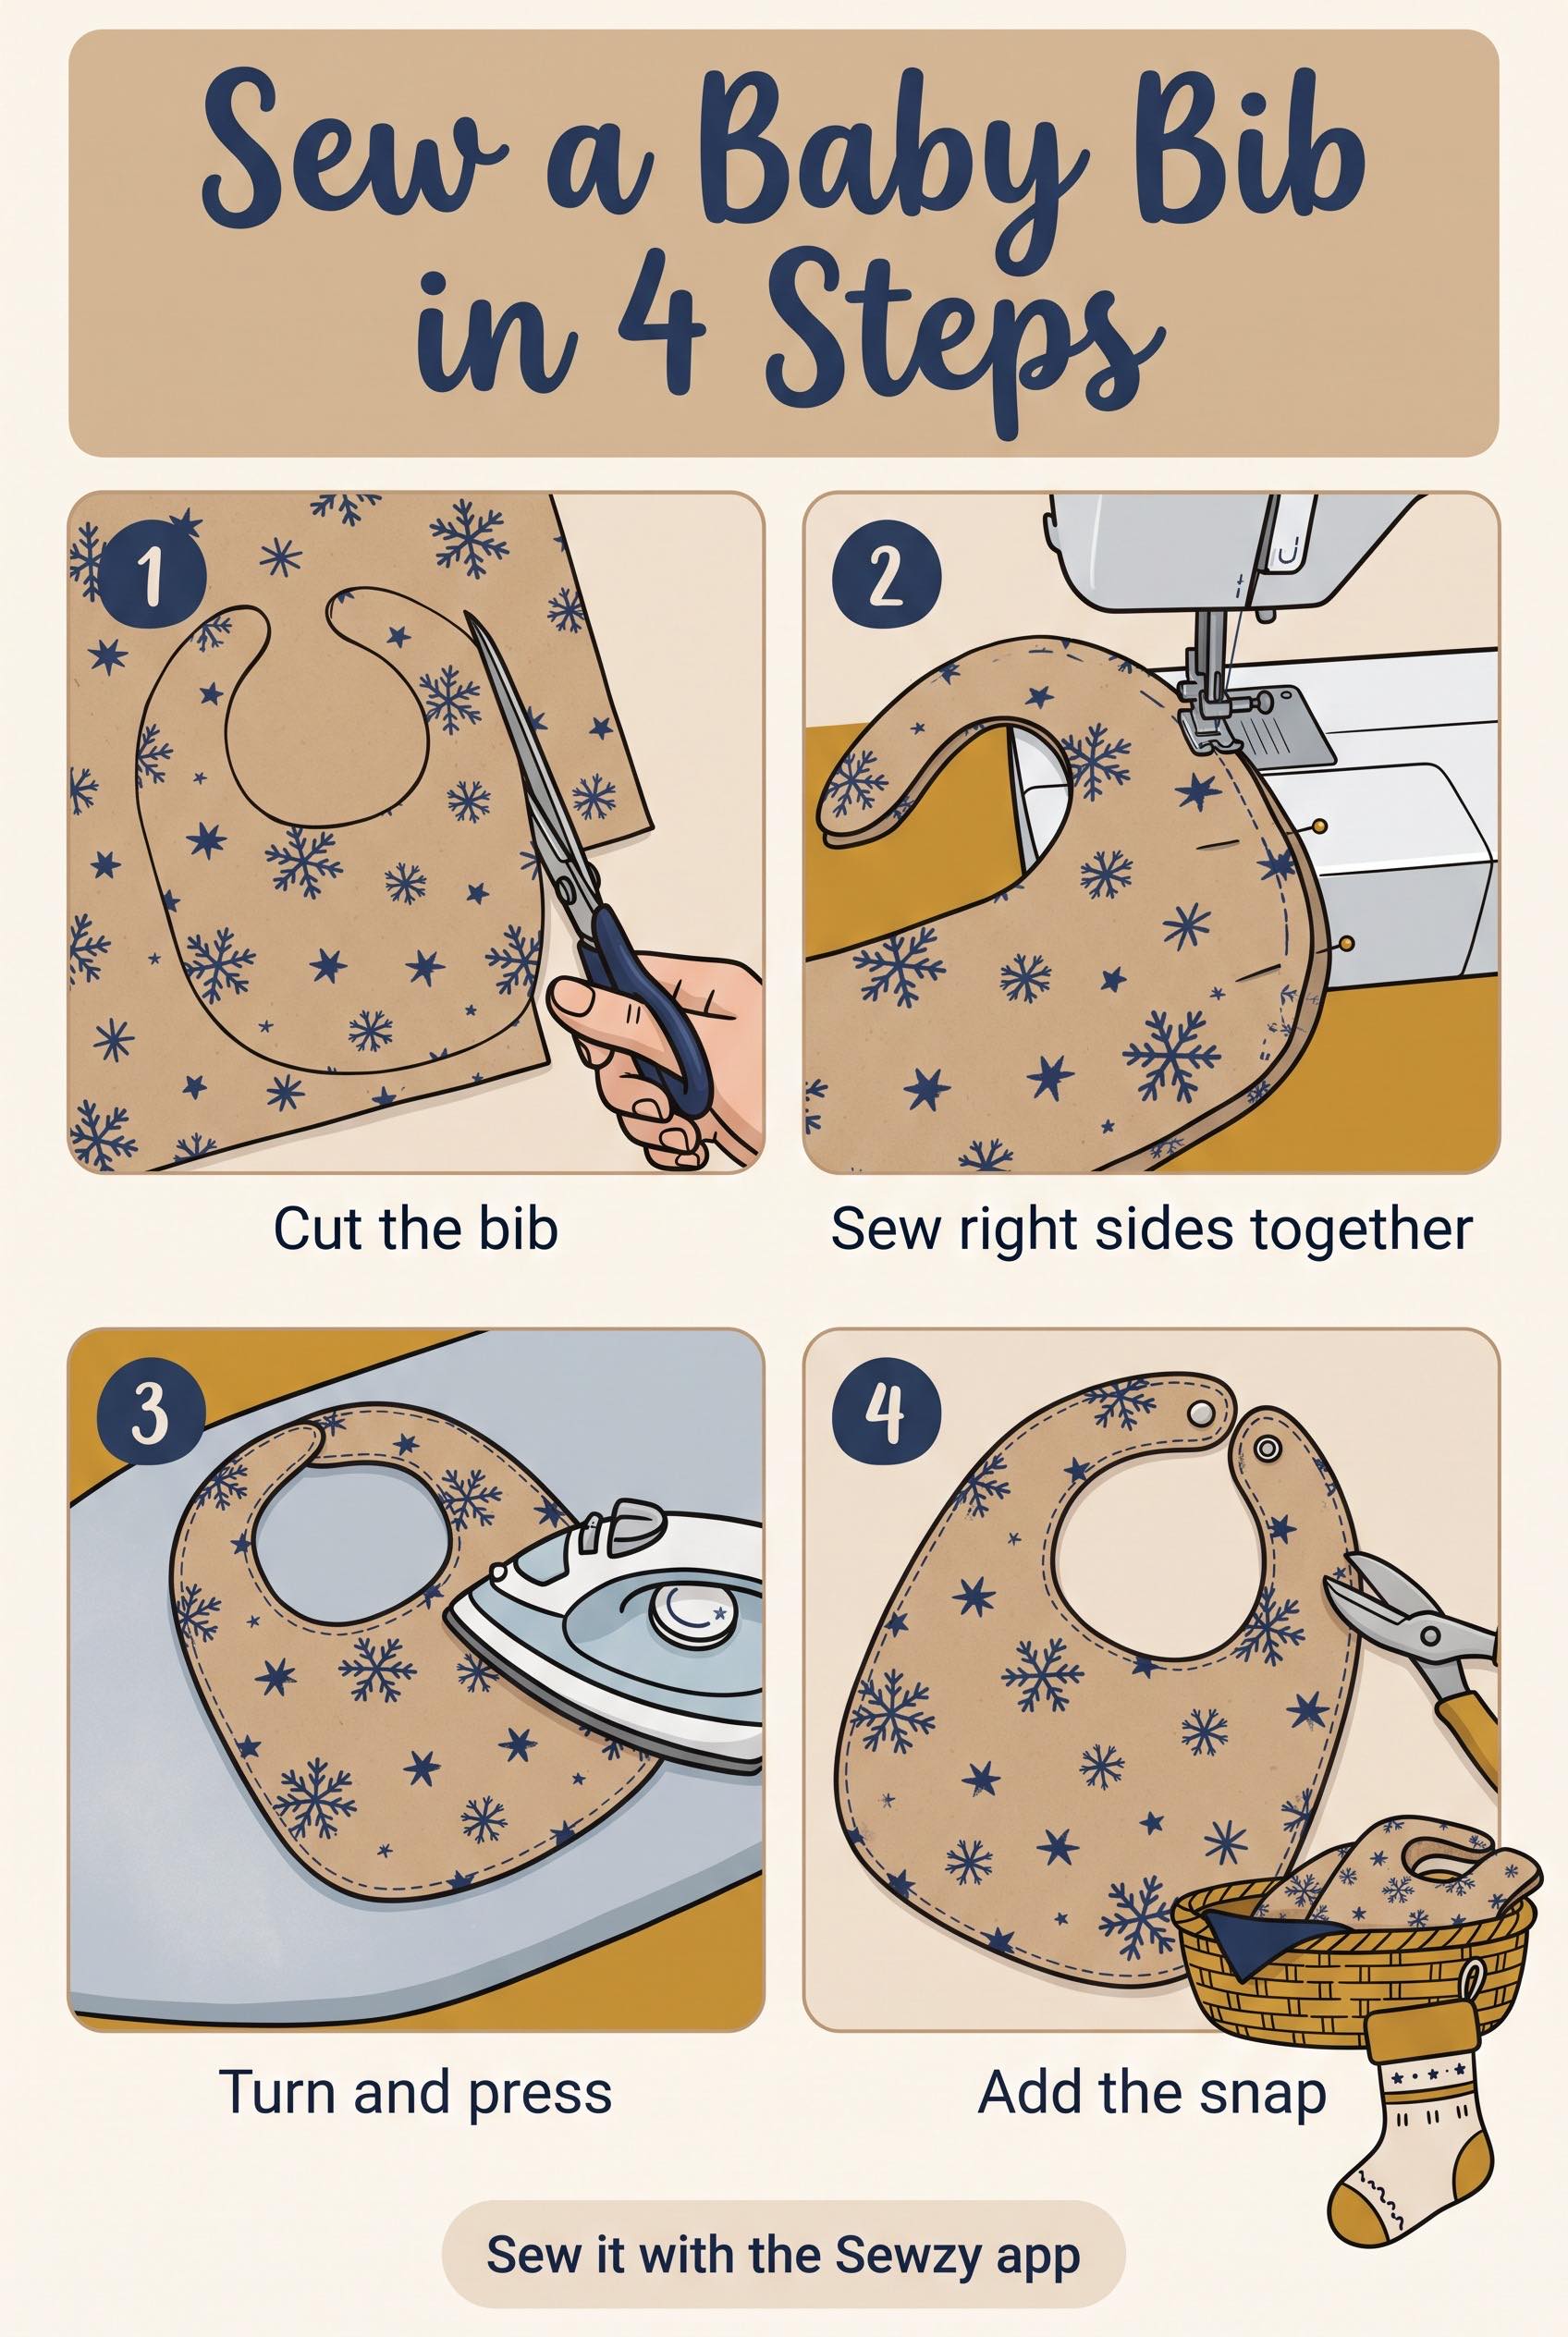 Sew a Baby Bib
in 4 Steps
1
2
Cut the bib
Sew right sides together
3
4
Turn and press
Add the snap
Sew it with the Sewzy app